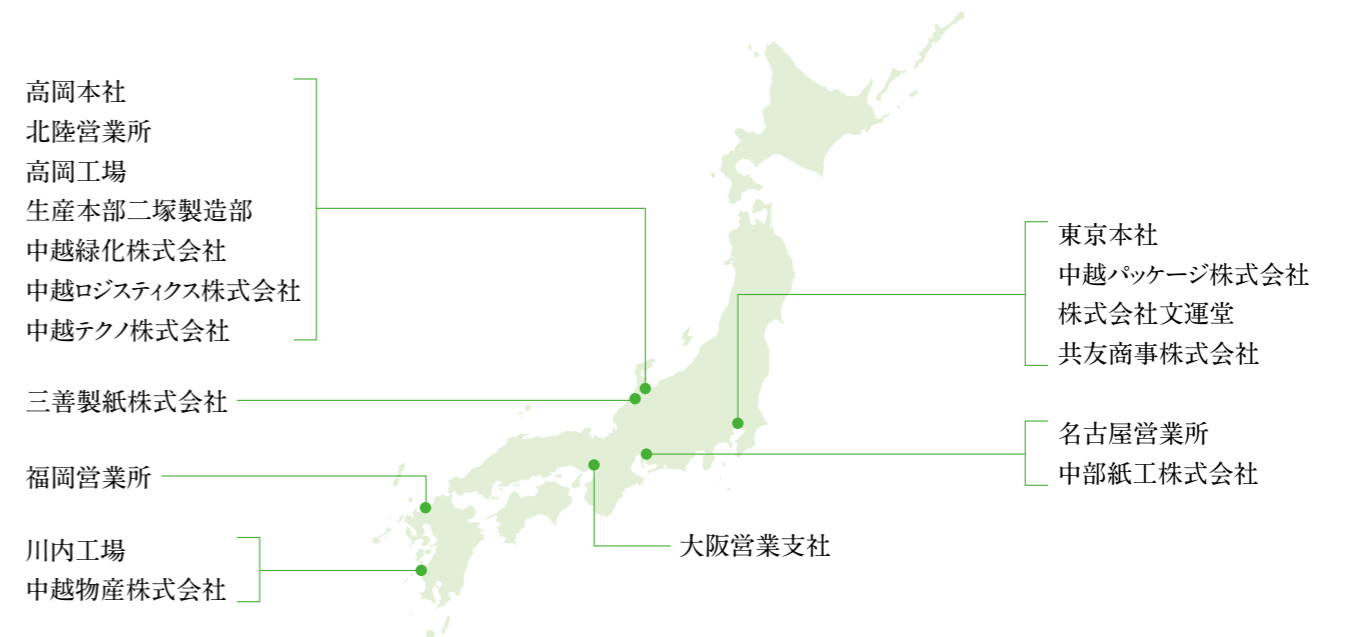 高岡本社
北陸営業所
高岡工場
生産本部二塚製造部
中越緑化株式会社
中越ロジスティクス株式会社
中越テクノ株式会社
三善製紙株式会社
福岡営業所
川内工場
中越物産株式会社
東京本社
中越パッケージ株式会社
株式会社文運堂
共友商事株式会社
名古屋営業所
中部紙工株式会社
大阪営業支社